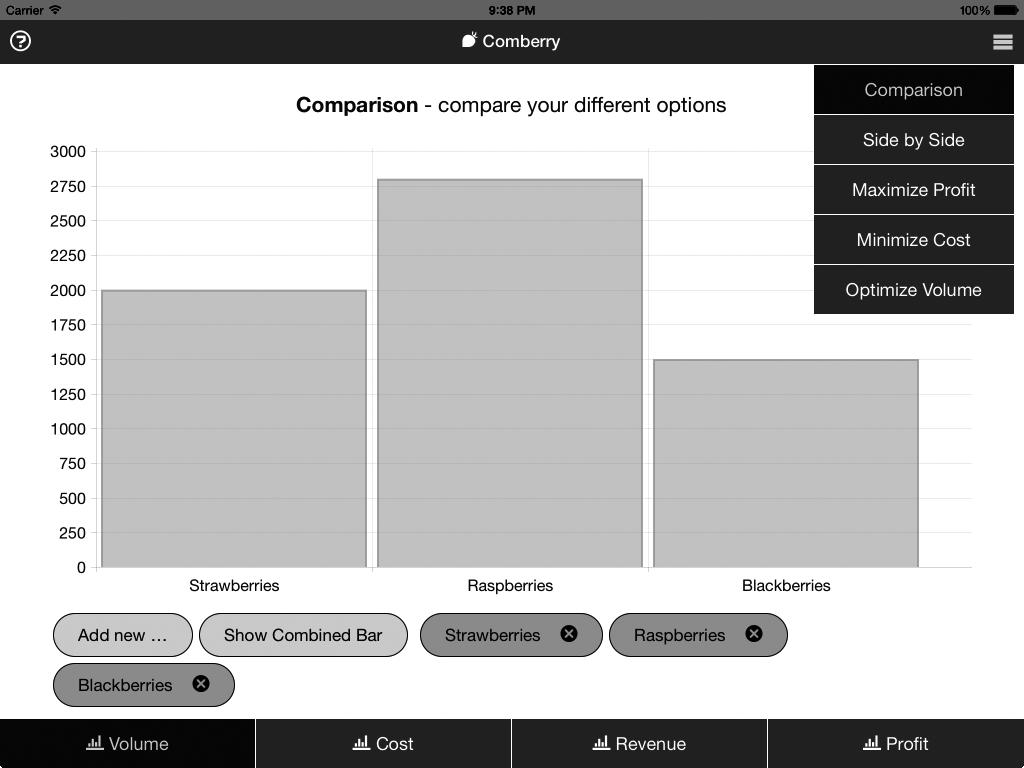 Carrier 9:38 PM 100%
Comberry
Comparison - compare your different options
Comparison
Side by Side
Maximize Profit
Minimize Cost
Optimize Volume
3000
2750
2500
2250
2000
1750
1500
1250
1000
750
500
250
0
Strawberries Raspberries Blackberries
Add new … Show Combined Bar Strawberries Raspberries
Blackberries
Volume Cost Revenue Profit